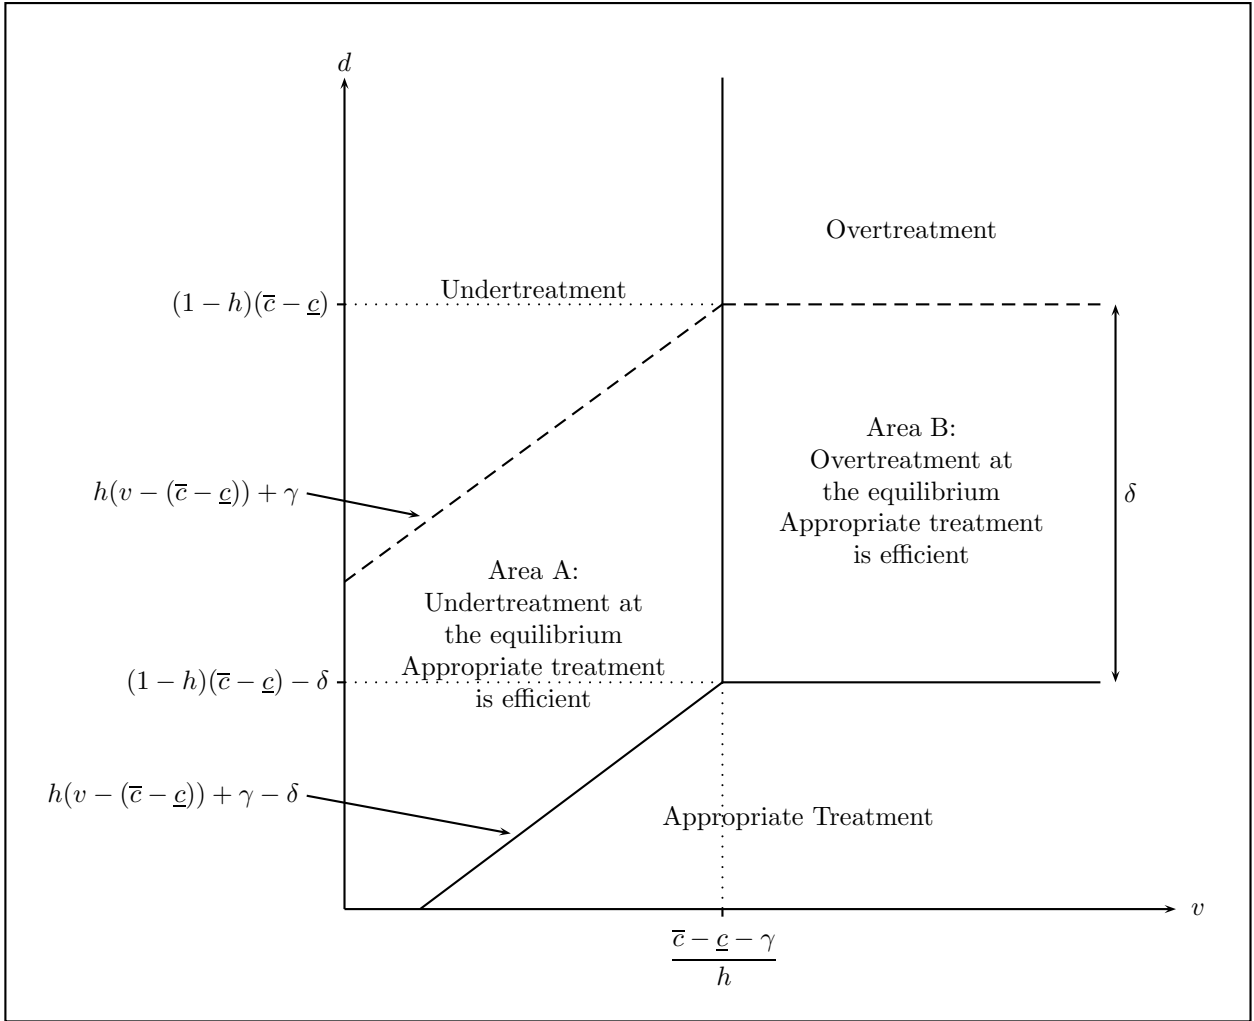 d
Overtreatment
Undertreatment
(1 − h)(c̅ − c̲)
Area B:
Overtreatment at
the equilibrium
Appropriate treatment
is efficient
δ
h(v − (c̅ − c̲)) + γ
Area A:
Undertreatment at
the equilibrium
Appropriate treatment
is efficient
(1 − h)(c̅ − c̲) − δ
h(v − (c̅ − c̲)) + γ − δ
Appropriate Treatment
v
c̅ − c̲ − γ
h